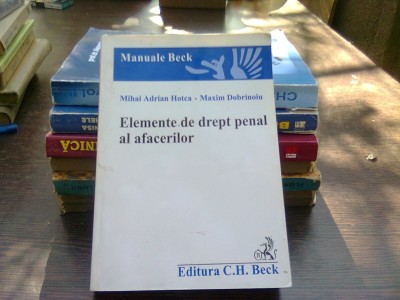 Manuale Beck
Mihai Adrian Hotca - Maxim Dobrinoiu
Elemente de drept penal
al afacerilor
Editura C.H. Beck